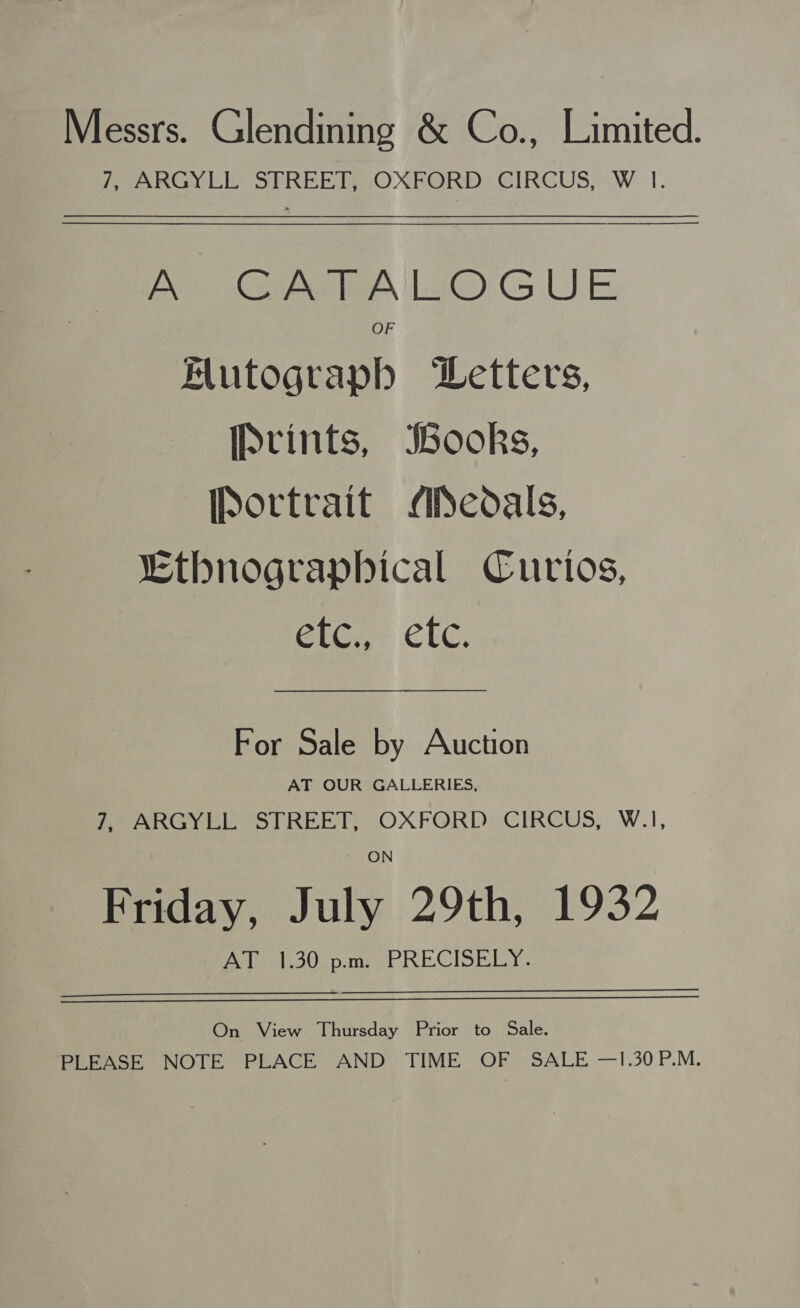 Messrs. Glendining & Co., Limited.
7, ARGYLL STREET, OXFORD CIRCUS, W 1.
A CATALOGUE
OF
Autograph Letters,
Prints, Books,
Portrait Medals,
Ethnographical Curios,
etc., etc.
For Sale by Auction
AT OUR GALLERIES,
7, ARGYLL STREET, OXFORD CIRCUS, W.1,
ON
Friday, July 29th, 1932
AT 1.30 p.m. PRECISELY.
On View Thursday Prior to Sale.
PLEASE NOTE PLACE AND TIME OF SALE —1.30 P.M.